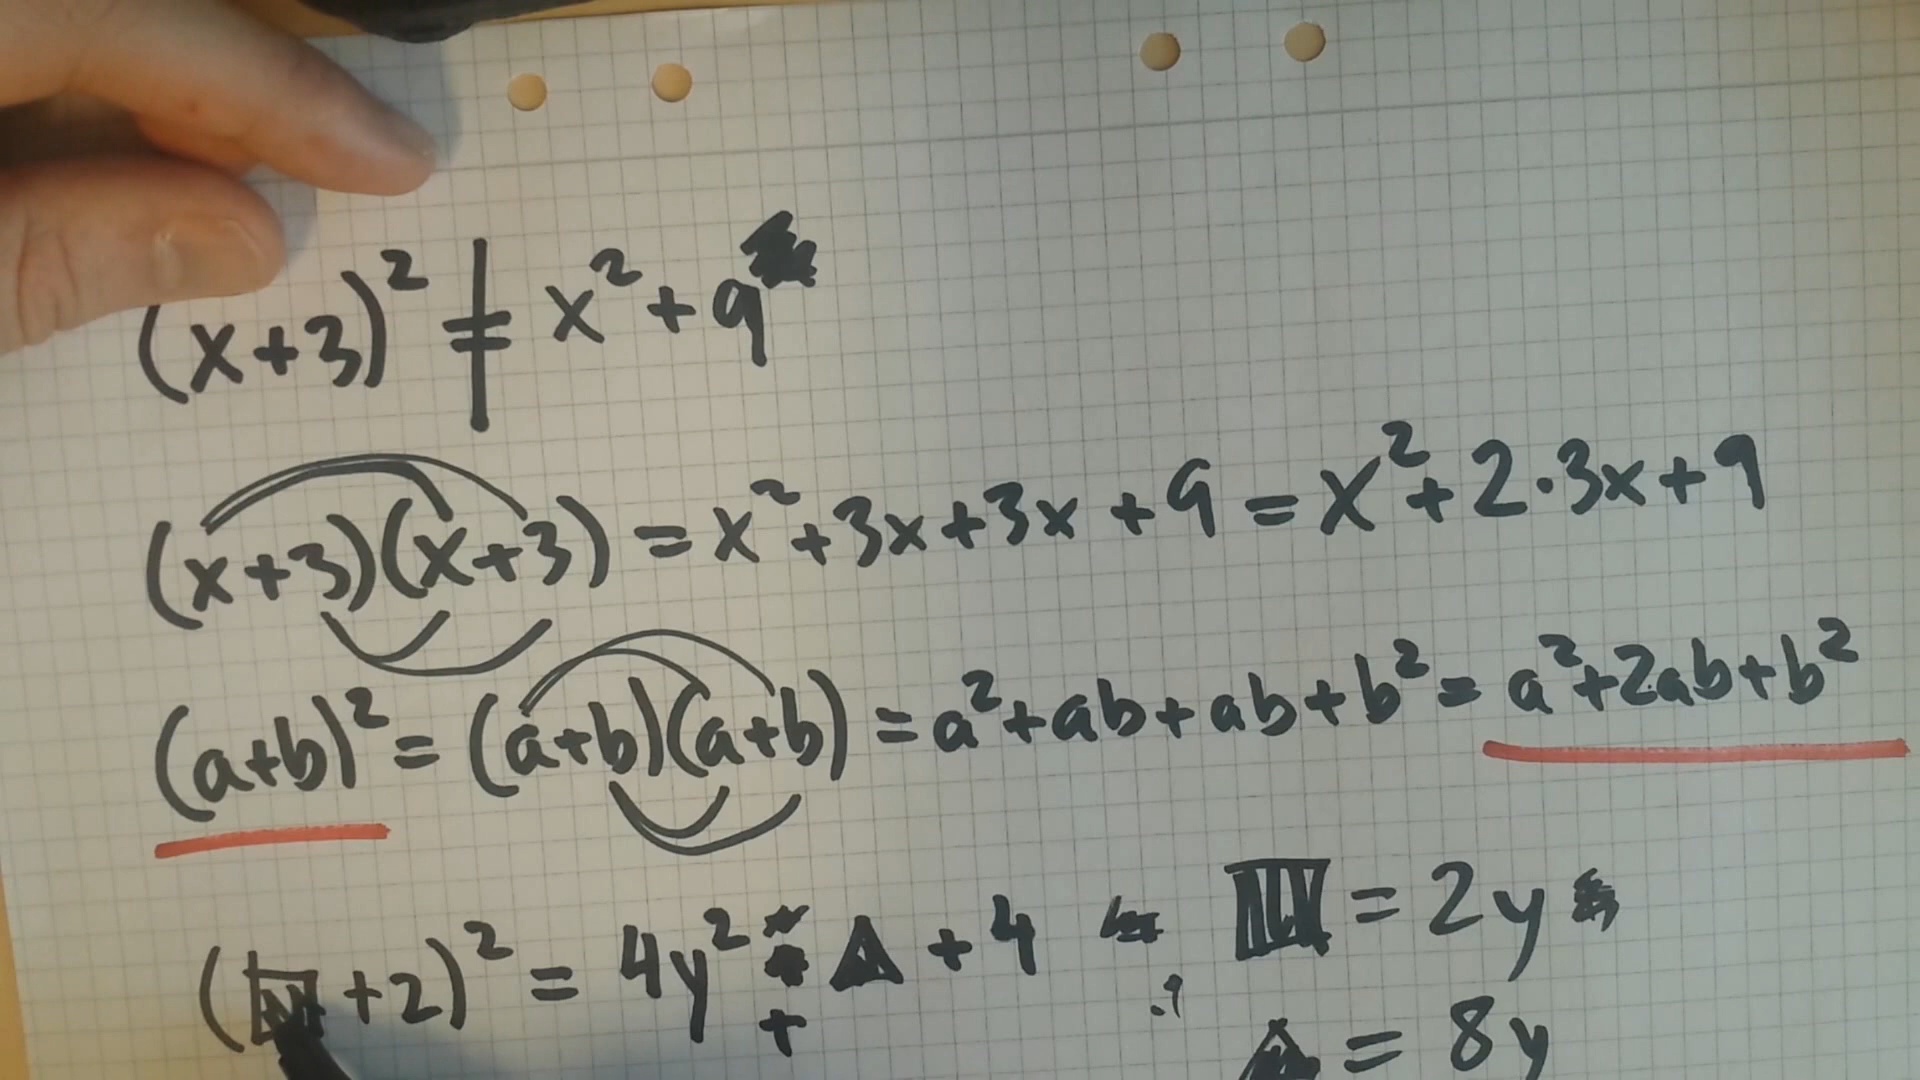 (x+3)² ≠ x²+9
(x+3)(x+3) = x²+3x+3x+9 = x²+2·3x+9
(a+b)² = (a+b)(a+b) = a²+ab+ab+b² = a²+2ab+b²
(■+2)² = 4y² + ▲ + 4
■ = 2y
▲ = 8y